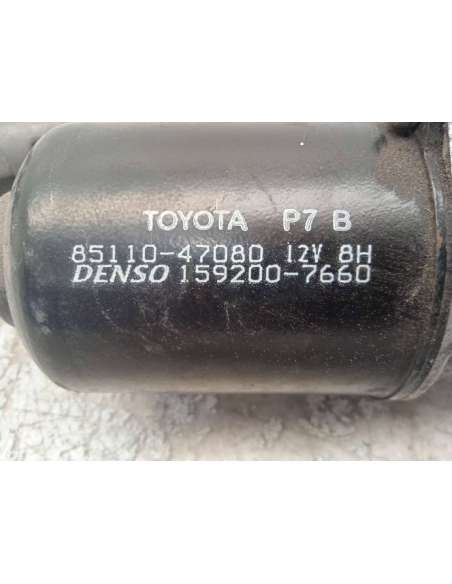 TOYOTA P7 B
85110-47080 12V 8H
DENSO 159200-7660